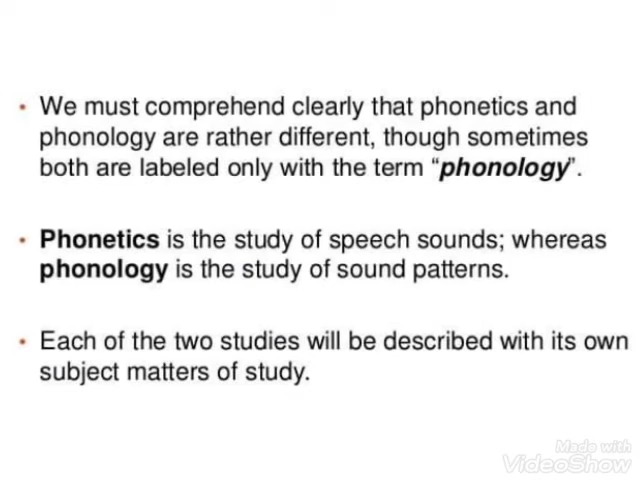 • We must comprehend clearly that phonetics and
phonology are rather different, though sometimes
both are labeled only with the term “phonology”.
• Phonetics is the study of speech sounds; whereas
phonology is the study of sound patterns.
• Each of the two studies will be described with its own
subject matters of study.
Made with
VideoShow